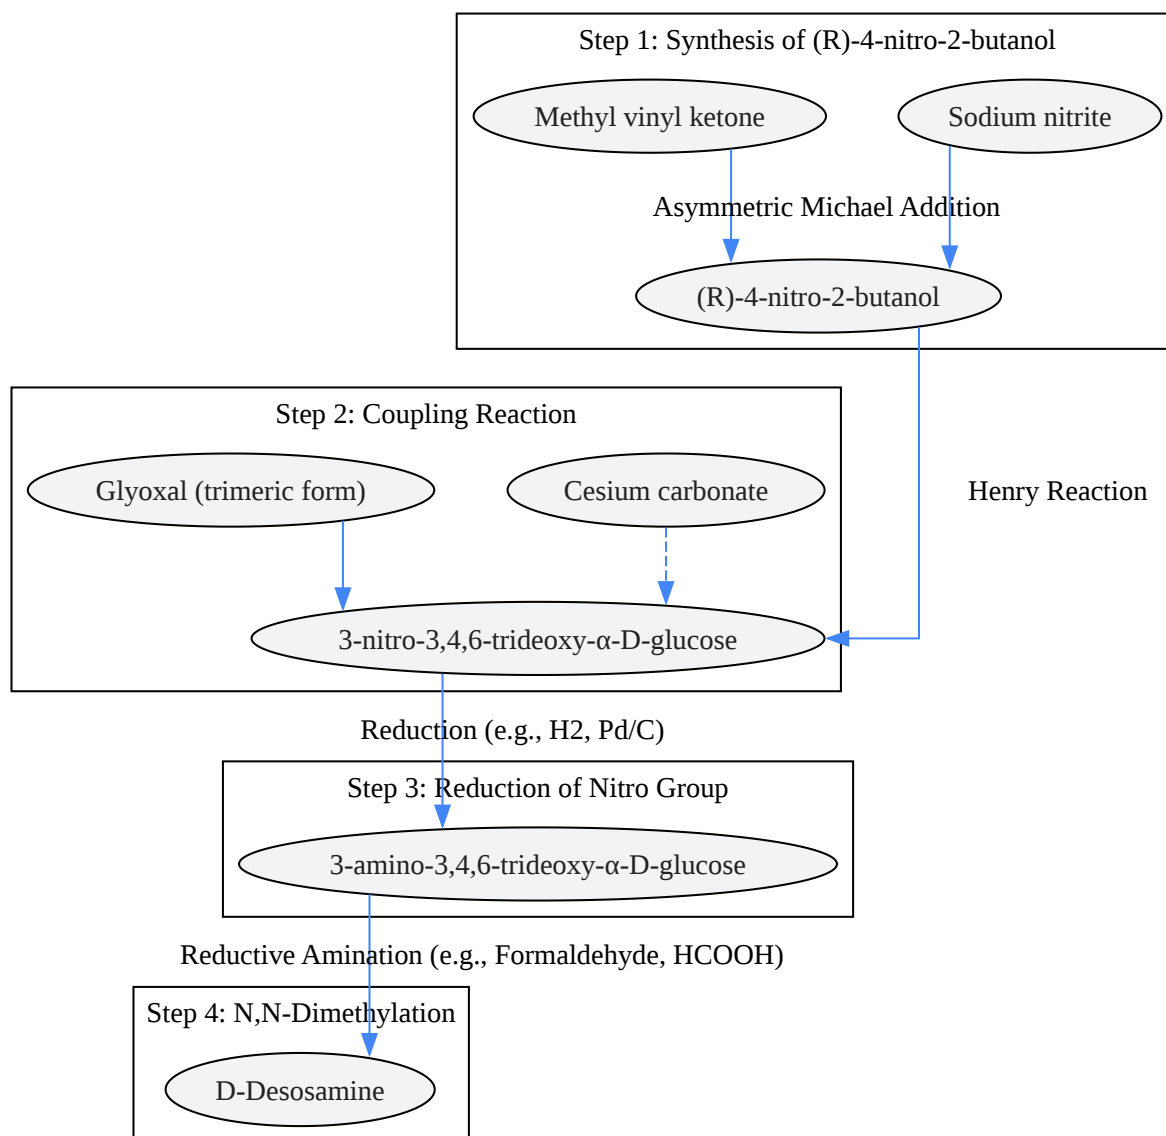 Step 1: Synthesis of (R)-4-nitro-2-butanol
Methyl vinyl ketone
Sodium nitrite
Asymmetric Michael Addition
(R)-4-nitro-2-butanol
Step 2: Coupling Reaction
Glyoxal (trimeric form)
Cesium carbonate
Henry Reaction
3-nitro-3,4,6-trideoxy-α-D-glucose
Reduction (e.g., H2, Pd/C)
Step 3: Reduction of Nitro Group
3-amino-3,4,6-trideoxy-α-D-glucose
Reductive Amination (e.g., Formaldehyde, HCOOH)
Step 4: N,N-Dimethylation
D-Desosamine